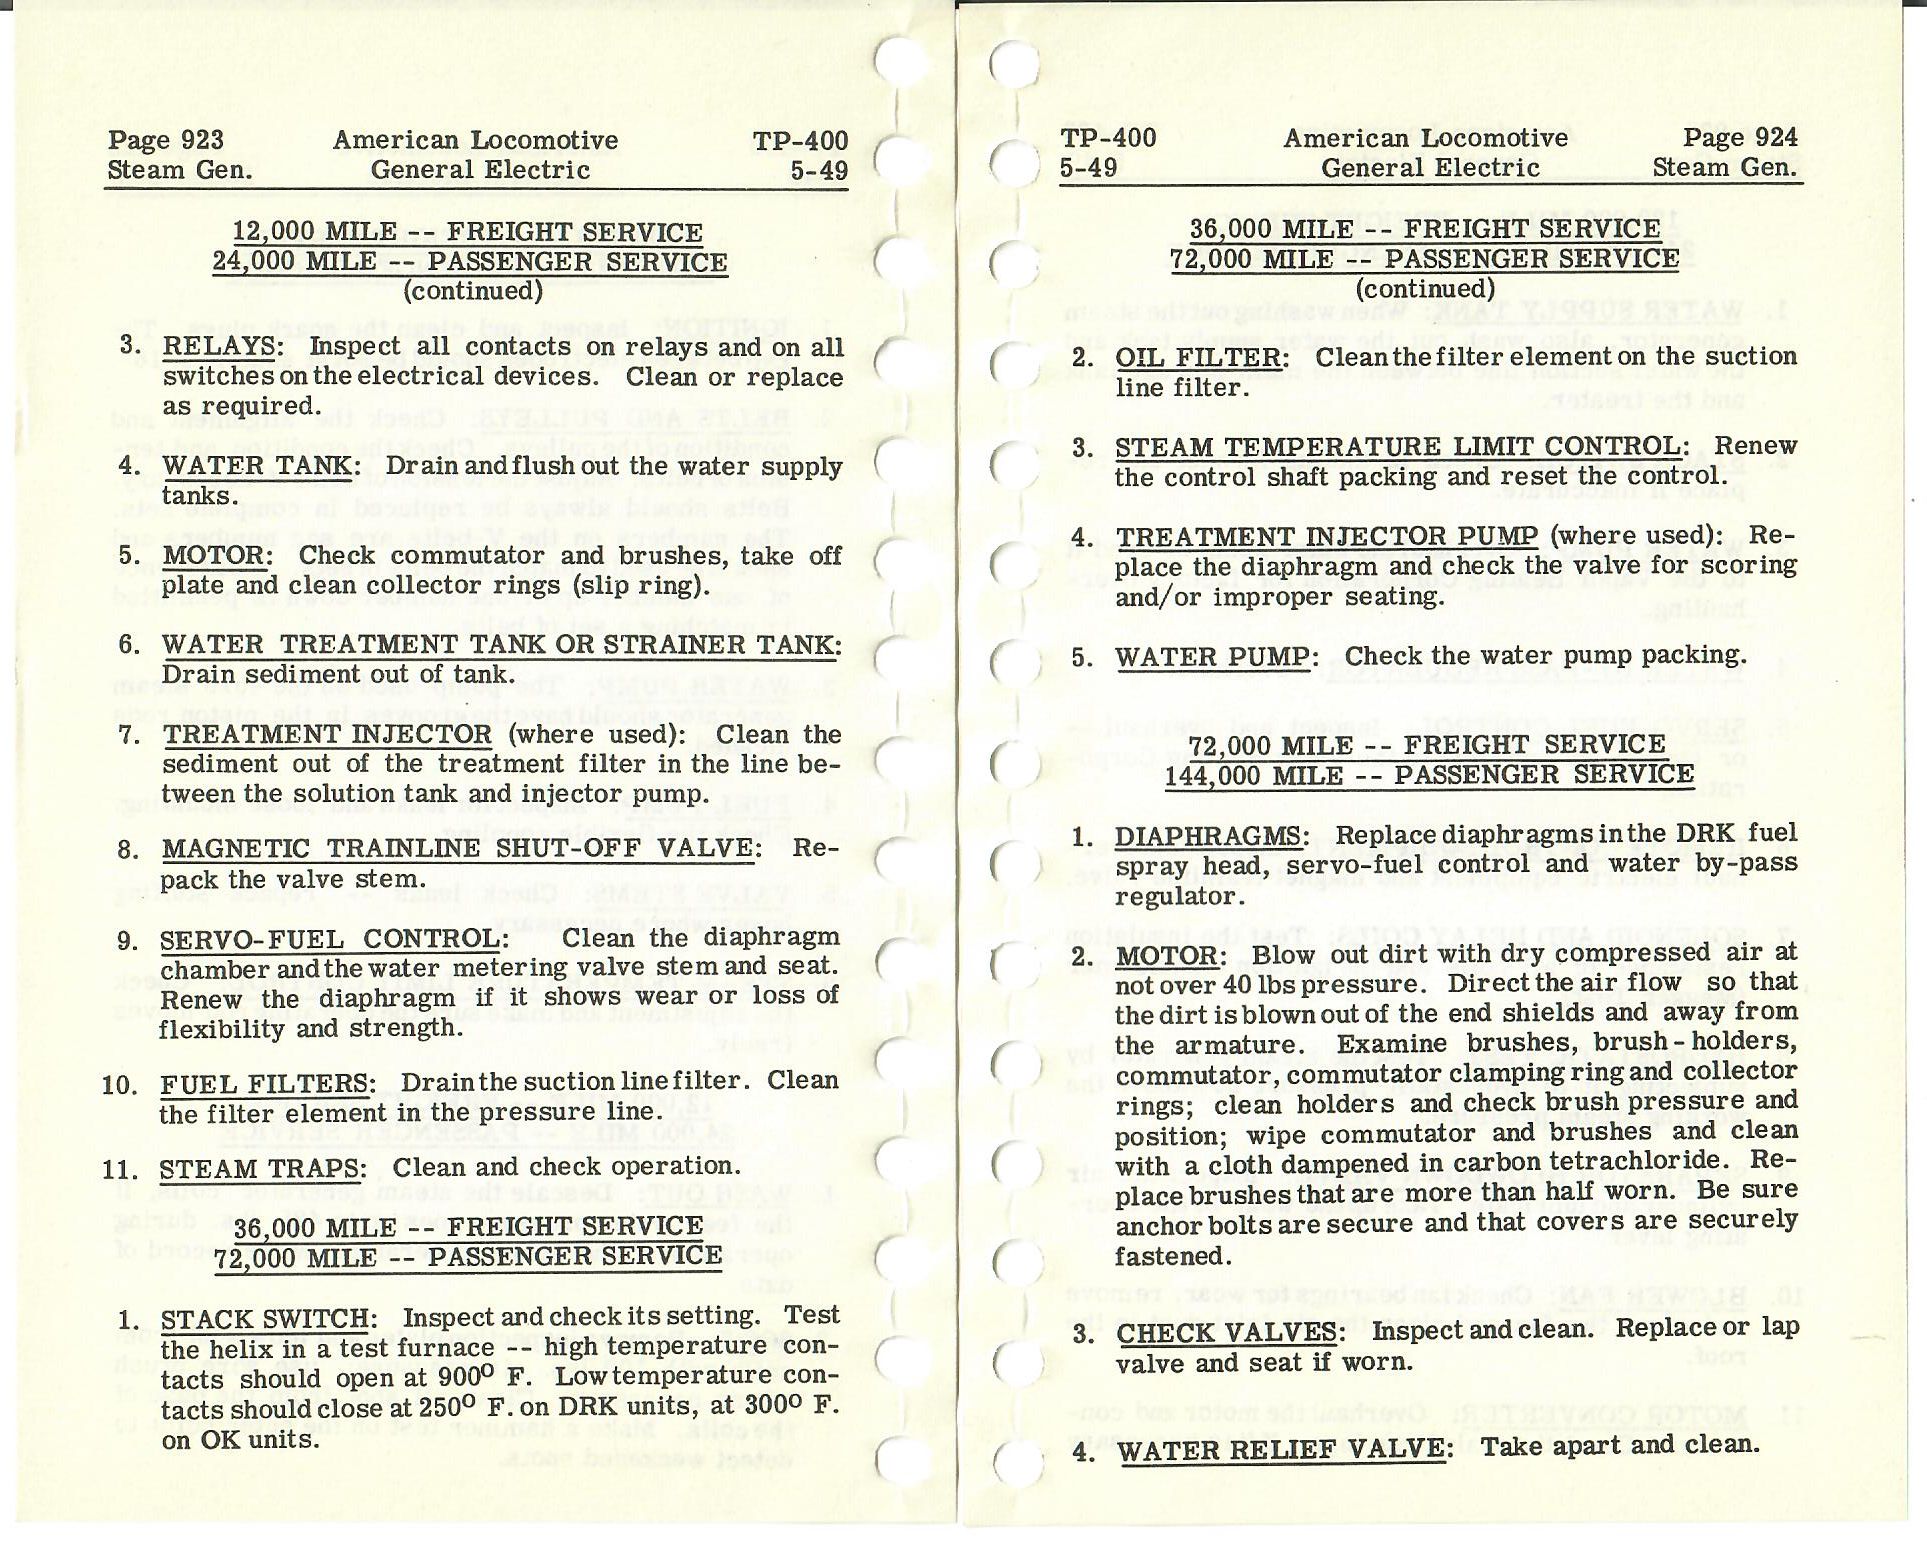 Page 923 American Locomotive TP-400
Steam Gen. General Electric 5-49
12,000 MILE -- FREIGHT SERVICE
24,000 MILE -- PASSENGER SERVICE
(continued)
3. RELAYS: Inspect all contacts on relays and on all
switches on the electrical devices. Clean or replace
as required.
4. WATER TANK: Drain and flush out the water supply
tanks.
5. MOTOR: Check commutator and brushes, take off
plate and clean collector rings (slip ring).
6. WATER TREATMENT TANK OR STRAINER TANK:
Drain sediment out of tank.
7. TREATMENT INJECTOR (where used): Clean the
sediment out of the treatment filter in the line be-
tween the solution tank and injector pump.
8. MAGNETIC TRAINLINE SHUT-OFF VALVE: Re-
pack the valve stem.
9. SERVO-FUEL CONTROL: Clean the diaphragm
chamber and the water metering valve stem and seat.
Renew the diaphragm if it shows wear or loss of
flexibility and strength.
10. FUEL FILTERS: Drain the suction line filter. Clean
the filter element in the pressure line.
11. STEAM TRAPS: Clean and check operation.
36,000 MILE -- FREIGHT SERVICE
72,000 MILE -- PASSENGER SERVICE
1. STACK SWITCH: Inspect and check its setting. Test
the helix in a test furnace -- high temperature con-
tacts should open at 900º F. Low temperature con-
tacts should close at 250º F. on DRK units, at 300º F.
on OK units.
TP-400 American Locomotive Page 924
5-49 General Electric Steam Gen.
36,000 MILE -- FREIGHT SERVICE
72,000 MILE -- PASSENGER SERVICE
(continued)
2. OIL FILTER: Clean the filter element on the suction
line filter.
3. STEAM TEMPERATURE LIMIT CONTROL: Renew
the control shaft packing and reset the control.
4. TREATMENT INJECTOR PUMP (where used): Re-
place the diaphragm and check the valve for scoring
and/or improper seating.
5. WATER PUMP: Check the water pump packing.
72,000 MILE -- FREIGHT SERVICE
144,000 MILE -- PASSENGER SERVICE
1. DIAPHRAGMS: Replace diaphragms in the DRK fuel
spray head, servo-fuel control and water by-pass
regulator.
2. MOTOR: Blow out dirt with dry compressed air at
not over 40 lbs pressure. Direct the air flow so that
the dirt is blown out of the end shields and away from
the armature. Examine brushes, brush-holders,
commutator, commutator clamping ring and collector
rings; clean holders and check brush pressure and
position; wipe commutator and brushes and clean
with a cloth dampened in carbon tetrachloride. Re-
place brushes that are more than half worn. Be sure
anchor bolts are secure and that covers are securely
fastened.
3. CHECK VALVES: Inspect and clean. Replace or lap
valve and seat if worn.
4. WATER RELIEF VALVE: Take apart and clean.